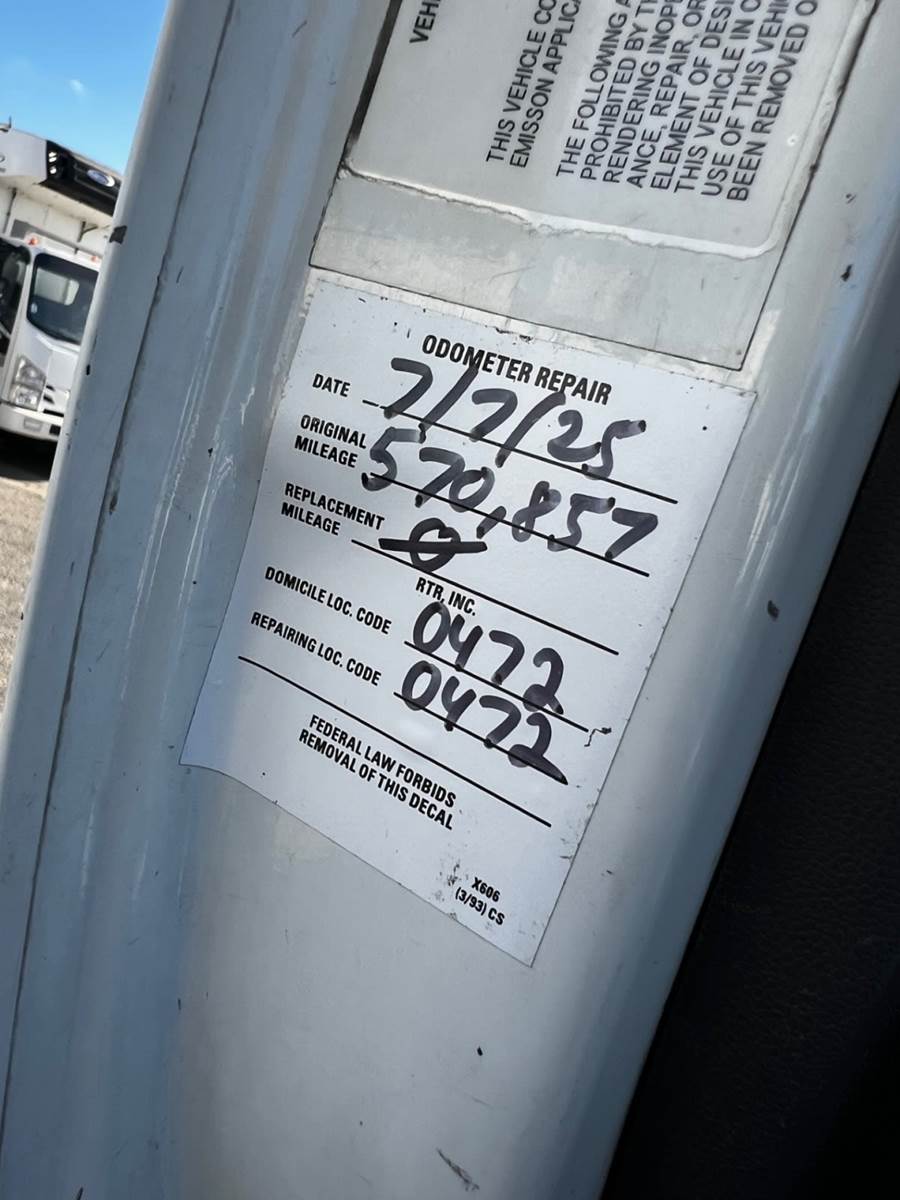 VEH
THIS VEHICLE CO
EMISSON APPLICA
THE FOLLOWING A
PROHIBITED BY T
RENDERING INOP
ANCE, REPAIR, OR
ELEMENT OF DESI
THIS VEHICLE IN C
USE OF THIS VEHI
BEEN REMOVED O
ODOMETER REPAIR
DATE 7/7/25
ORIGINAL
MILEAGE 570,857
REPLACEMENT
MILEAGE 0
RTR, INC.
DOMICILE LOC. CODE 0472
REPAIRING LOC. CODE 0472
FEDERAL LAW FORBIDS
REMOVAL OF THIS DECAL
X606
(3/93) CS